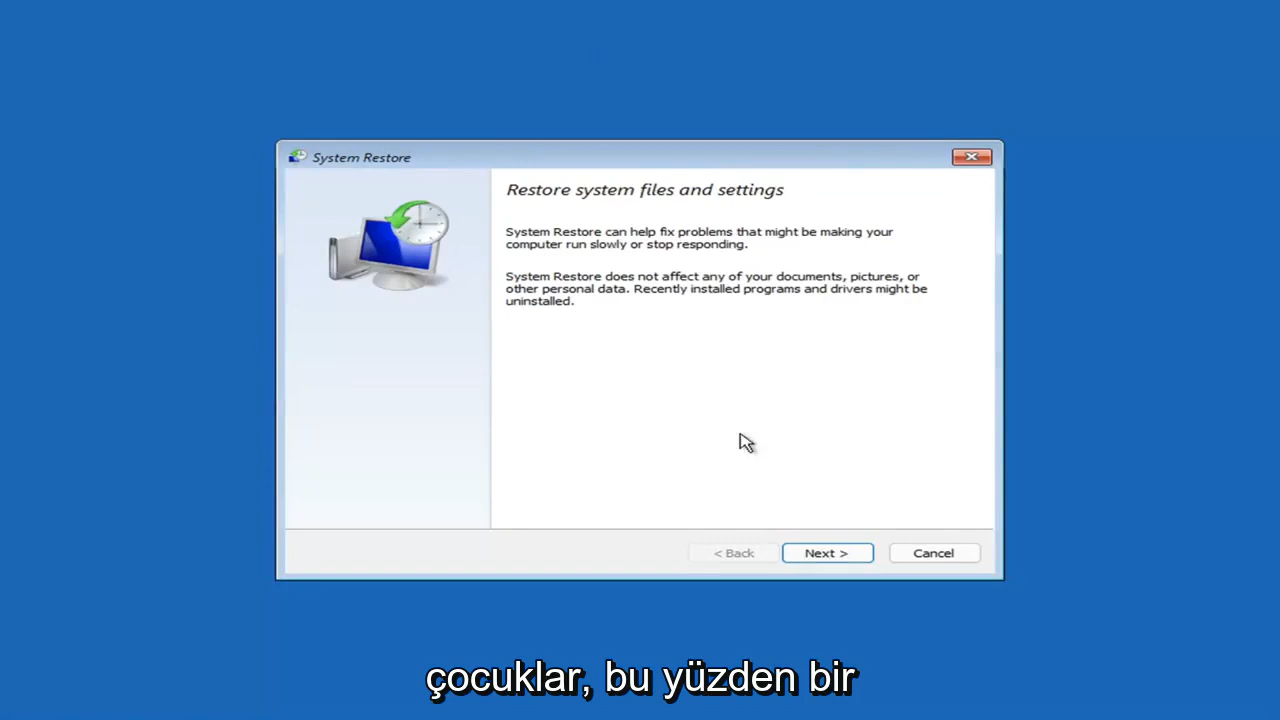 System Restore
Restore system files and settings
System Restore can help fix problems that might be making your
computer run slowly or stop responding.
System Restore does not affect any of your documents, pictures, or
other personal data. Recently installed programs and drivers might be
uninstalled.
< Back
Next >
Cancel
çocuklar, bu yüzden bir